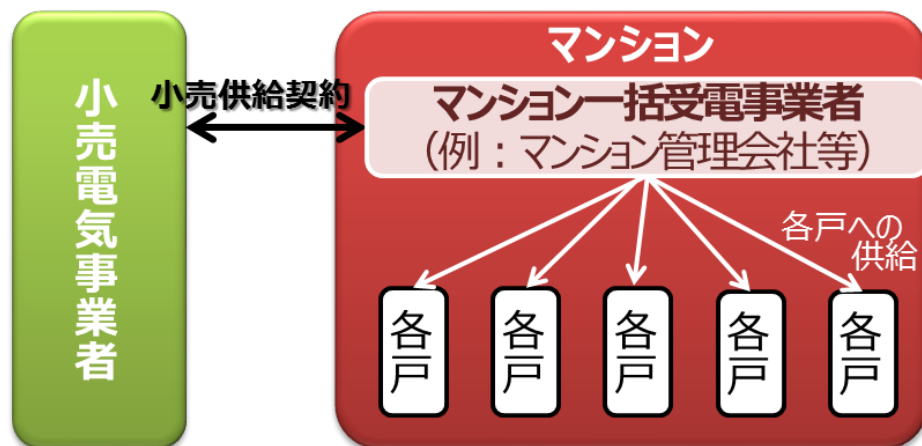 小売電気事業者
小売供給契約
マンション
マンション一括受電事業者
（例：マンション管理会社等）
各戸への
供給
各戸
各戸
各戸
各戸
各戸